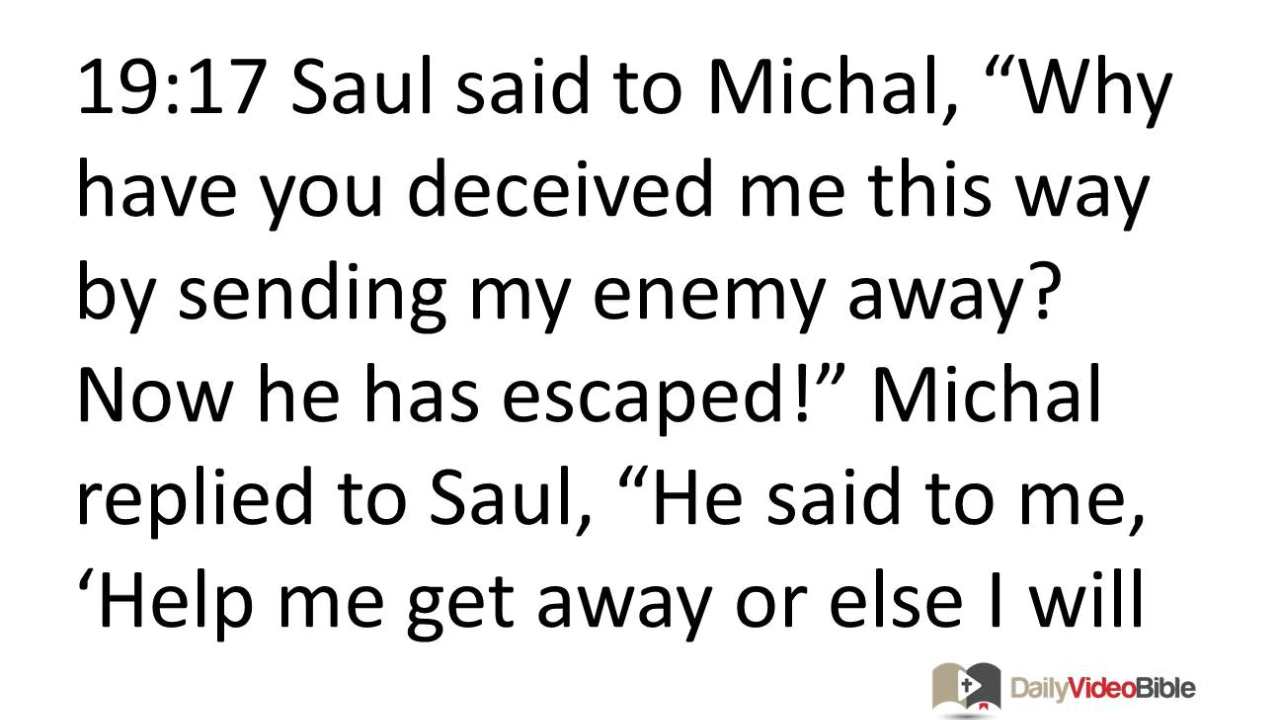 19:17 Saul said to Michal, “Why
have you deceived me this way
by sending my enemy away?
Now he has escaped!” Michal
replied to Saul, “He said to me,
‘Help me get away or else I will
DailyVideoBible